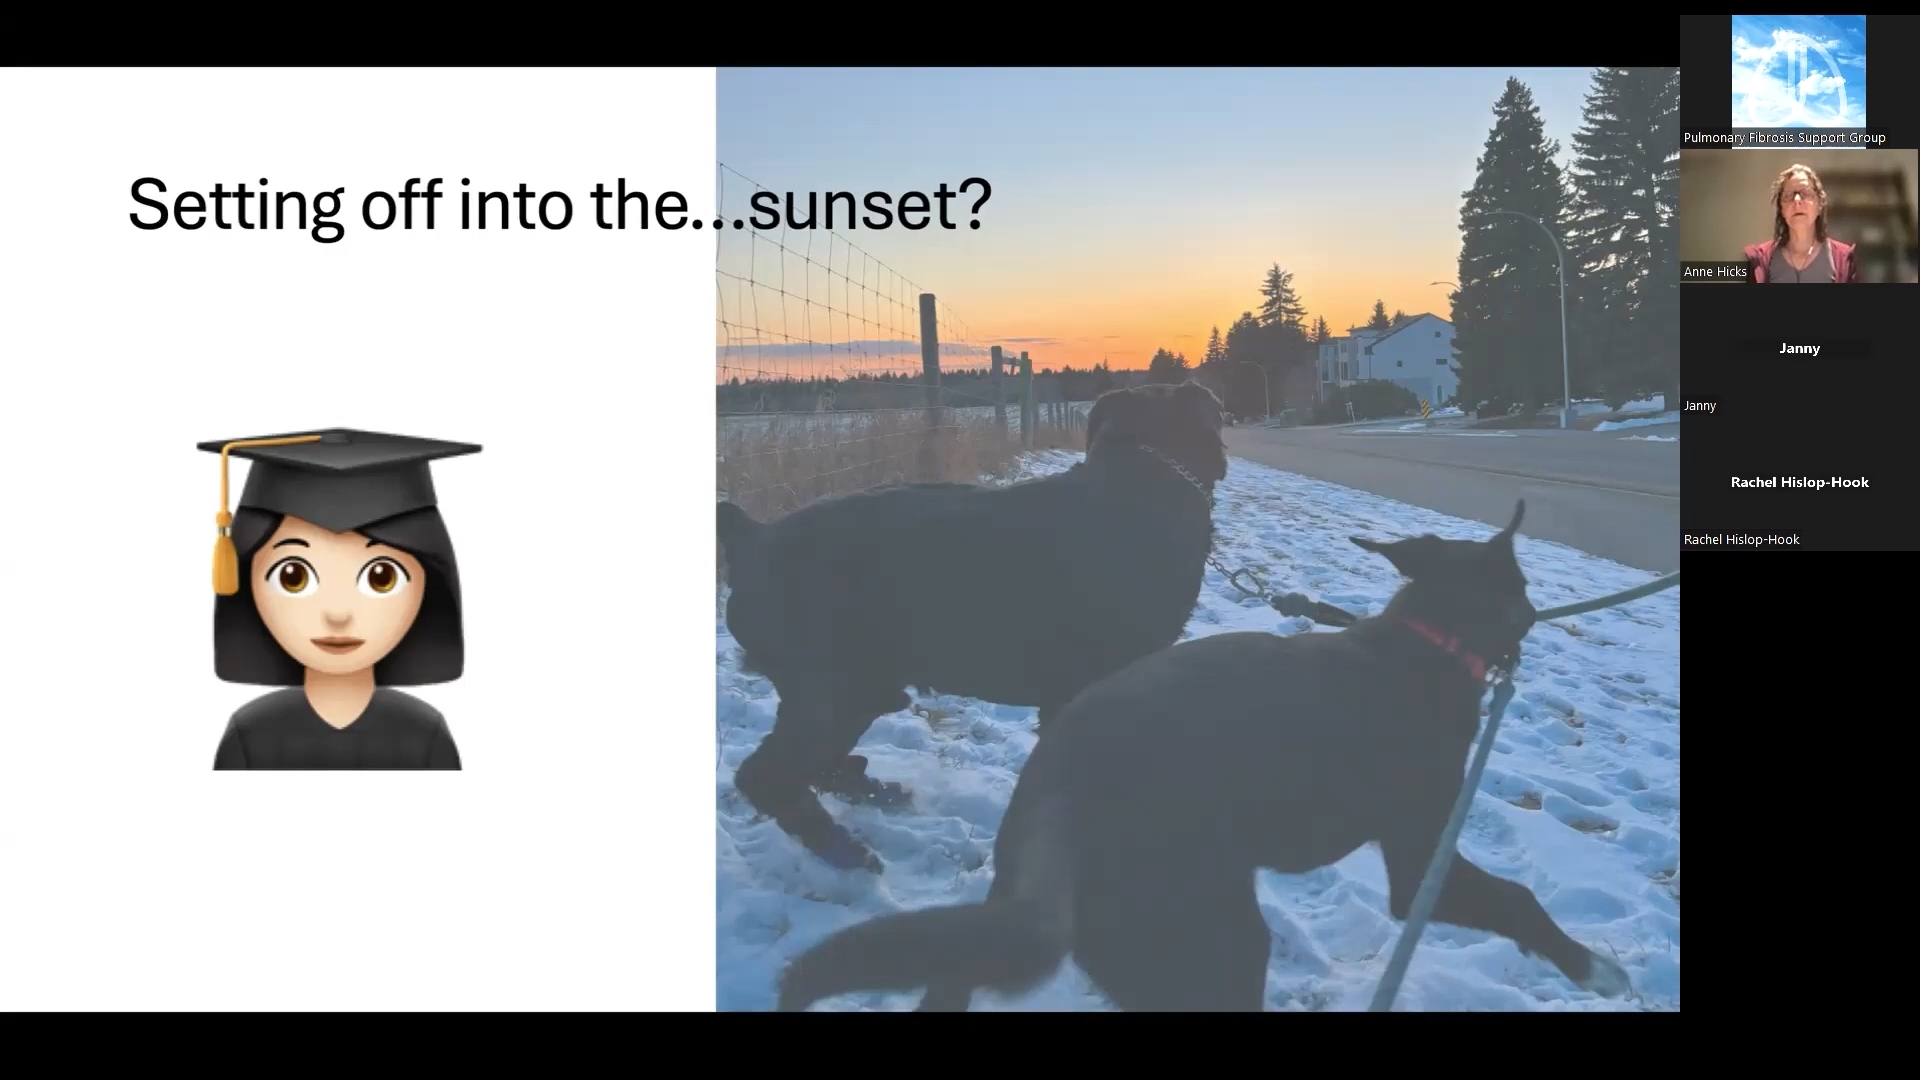 Setting off into the...sunset?
Pulmonary Fibrosis Support Group
Anne Hicks
Janny
Janny
Rachel Hislop-Hook
Rachel Hislop-Hook